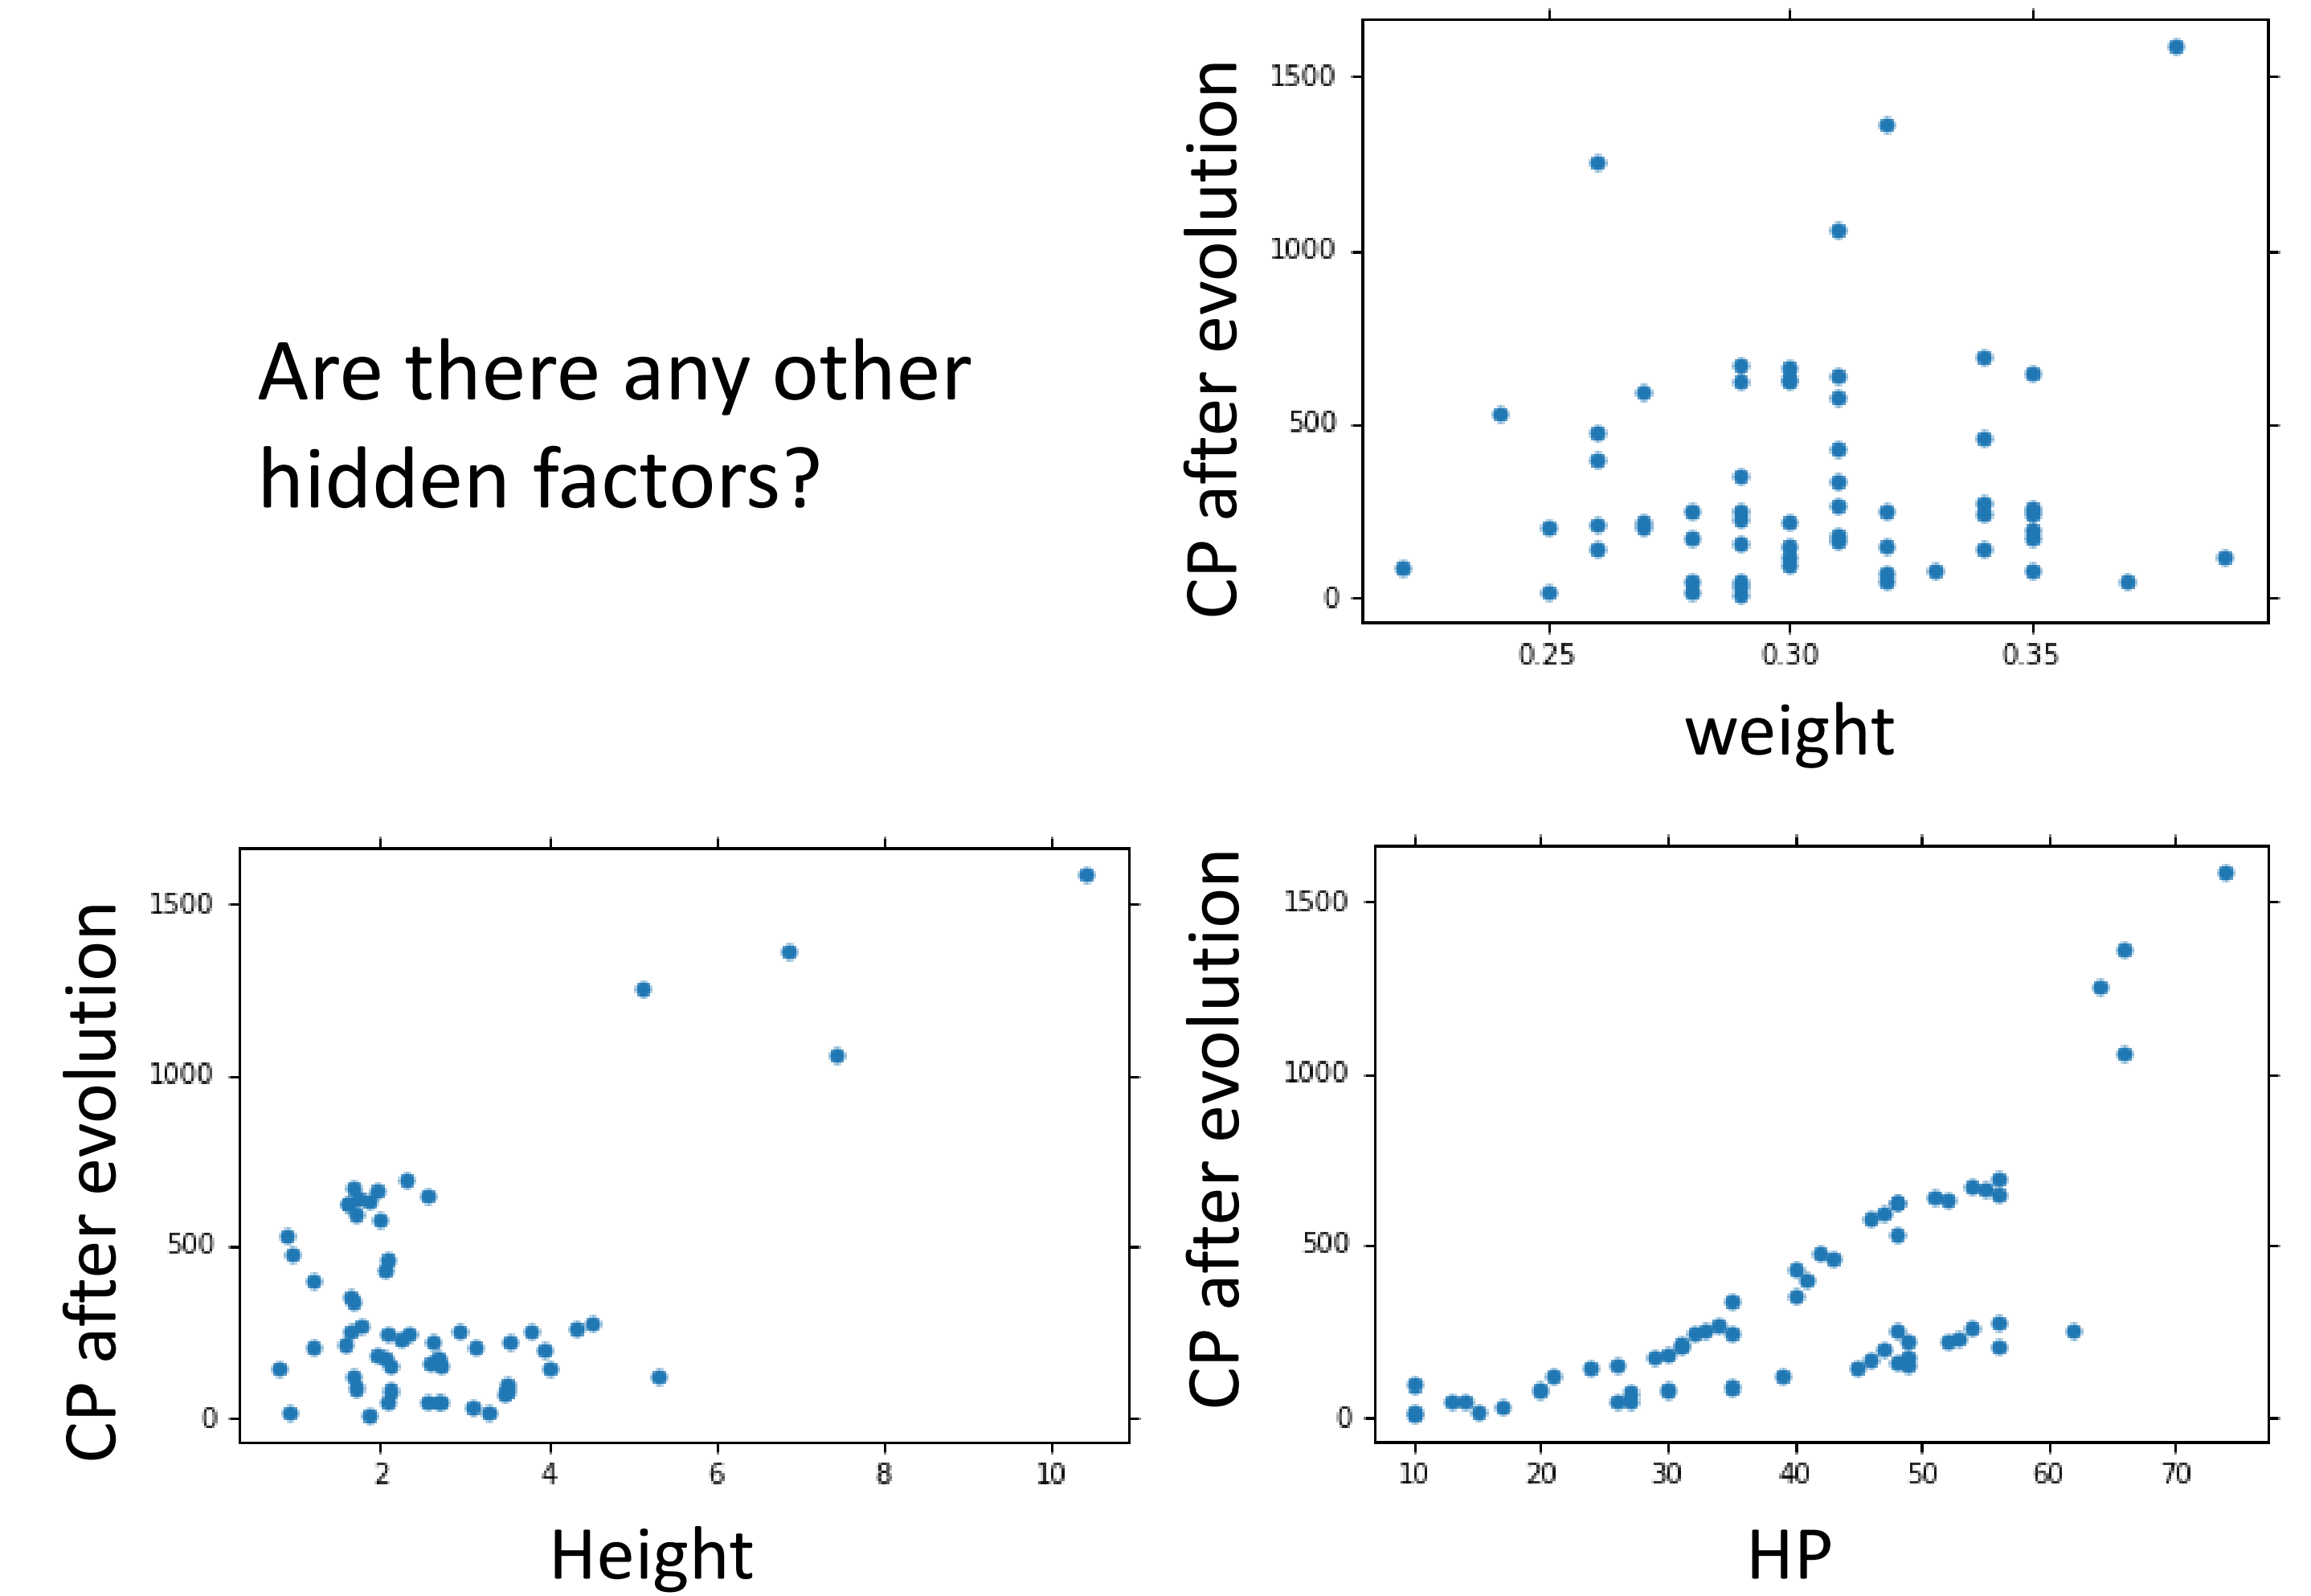 Are there any other
hidden factors?
CP after evolution
1500
1000
500
0
0.25 0.30 0.35
weight
CP after evolution
1500
1000
500
0
2 4 6 8 10
Height
CP after evolution
1500
1000
500
0
10 20 30 40 50 60 70
HP